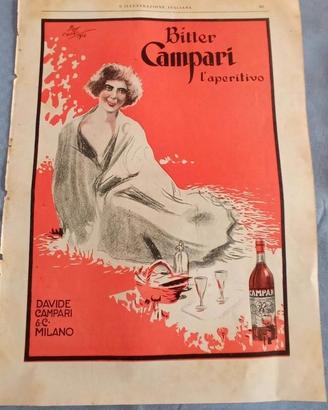 L'ILLUSTRAZIONE ITALIANA
Bitter
Campari
l'aperitivo
CAMPARI
DAVIDE
CAMPARI
& C.
MILANO